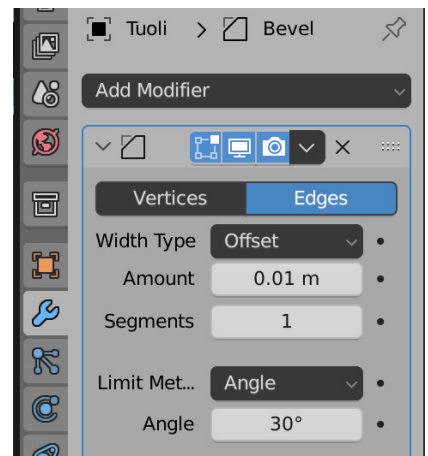 Tuoli > Bevel
Add Modifier
Vertices Edges
Width Type Offset
Amount 0.01 m
Segments 1
Limit Met... Angle
Angle 30°